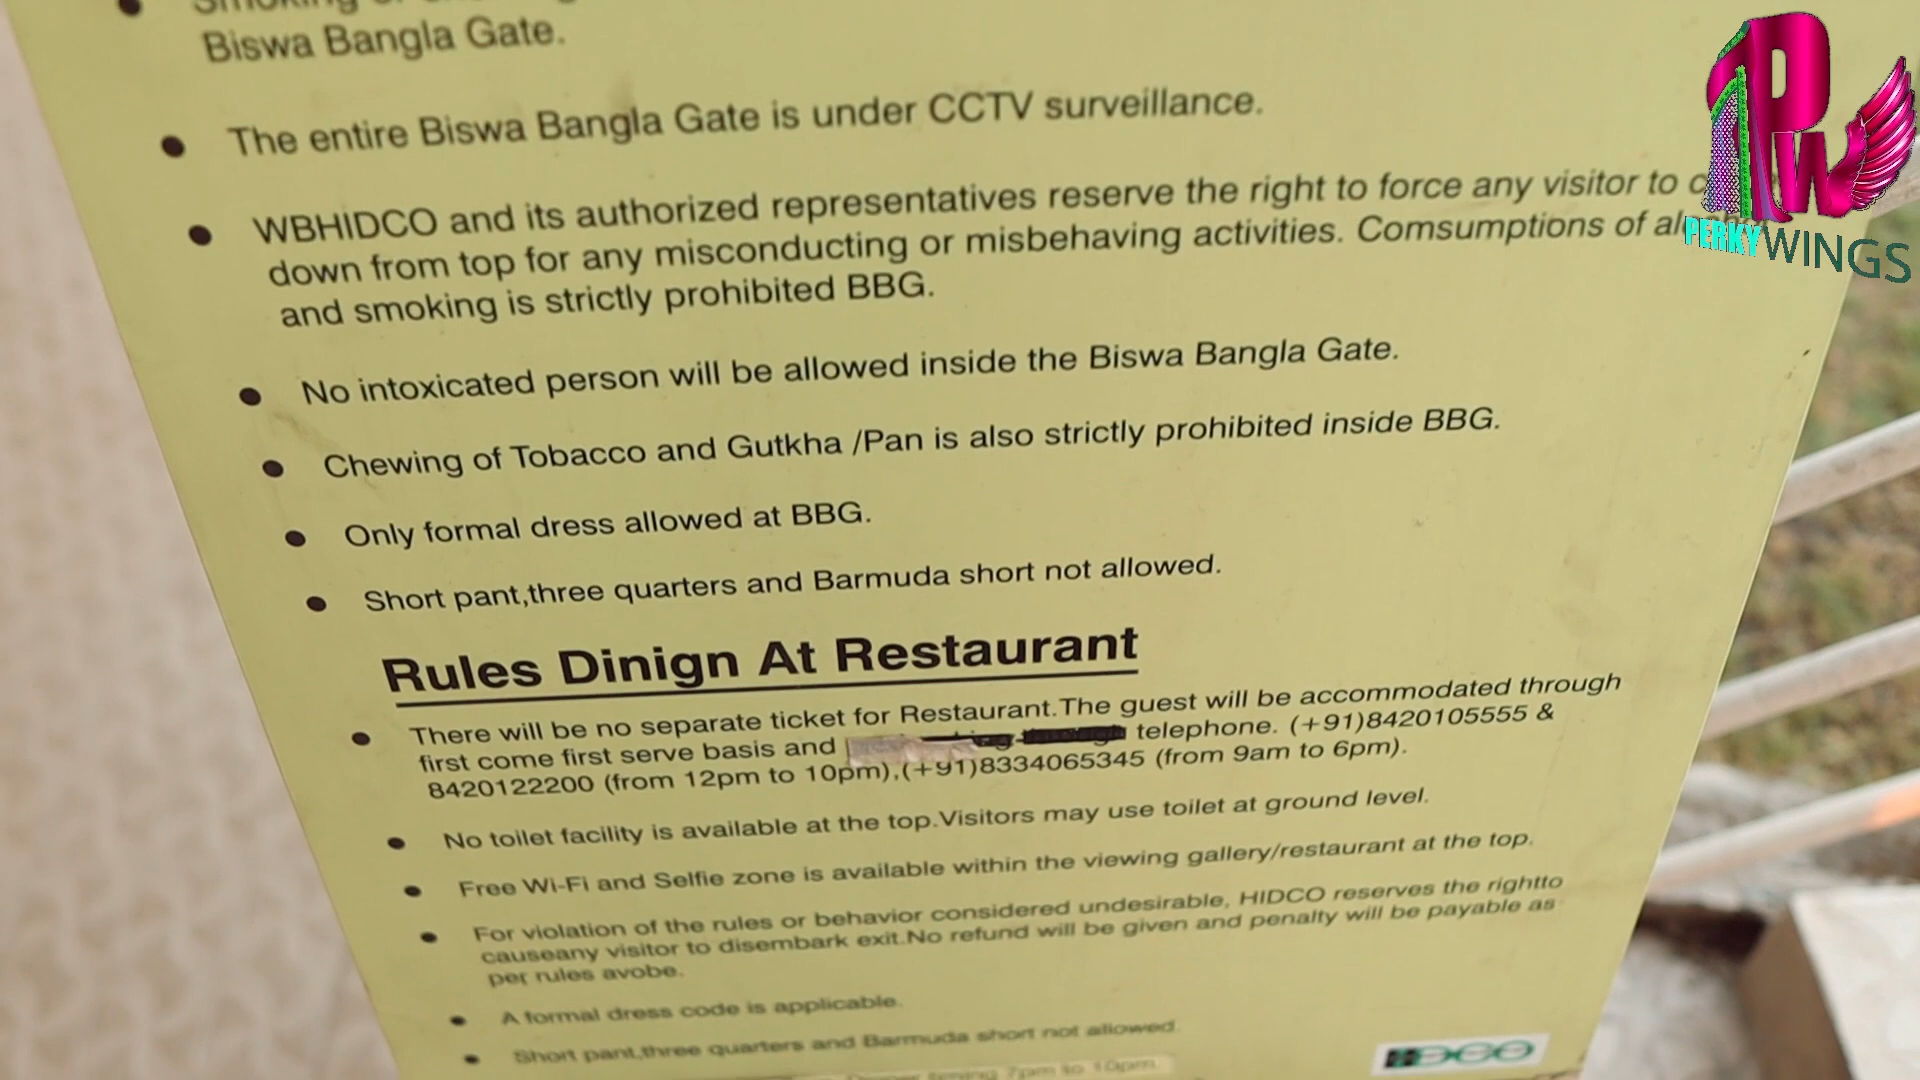 Smoking
Biswa Bangla Gate.
The entire Biswa Bangla Gate is under CCTV surveillance.
WBHIDCO and its authorized representatives reserve the right to force any visitor to
down from top for any misconducting or misbehaving activities. Comsumptions of
and smoking is strictly prohibited BBG.
No intoxicated person will be allowed inside the Biswa Bangla Gate.
Chewing of Tobacco and Gutkha /Pan is also strictly prohibited inside BBG.
Only formal dress allowed at BBG.
Short pant,three quarters and Barmuda short not allowed.
Rules Dinign At Restaurant
There will be no separate ticket for Restaurant.The guest will be accommodated through
first come first serve basis and telephone. (+91)8420105555 &
8420122200 (from 12pm to 10pm),(+91)8334065345 (from 9am to 6pm).
No toilet facility is available at the top.Visitors may use toilet at ground level.
Free Wi-Fi and Selfie zone is available within the viewing gallery/restaurant at the top.
For violation of the rules or behavior considered undesirable, HIDCO reserves the rightto
causeany visitor to disembark exit.No refund will be given and penalty will be payable as
per rules avobe.
A formal dress code is applicable.
Short pant,three quarters and Barmuda short not allowed.
timing 7pm to 10pm.
HIDCO
PW
PERKYWINGS